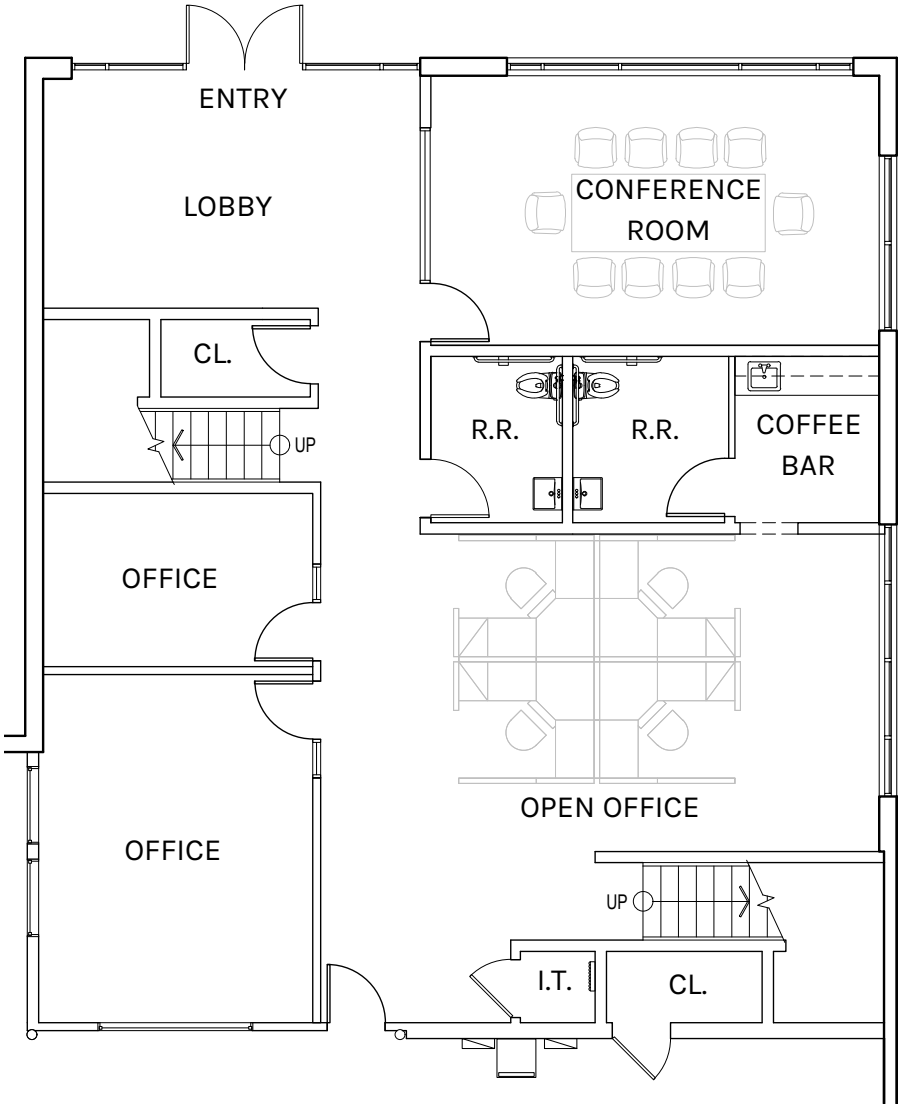 ENTRY
LOBBY
CONFERENCE
ROOM
CL.
R.R.
R.R.
COFFEE
BAR
UP
OFFICE
OPEN OFFICE
OFFICE
UP
I.T.
CL.